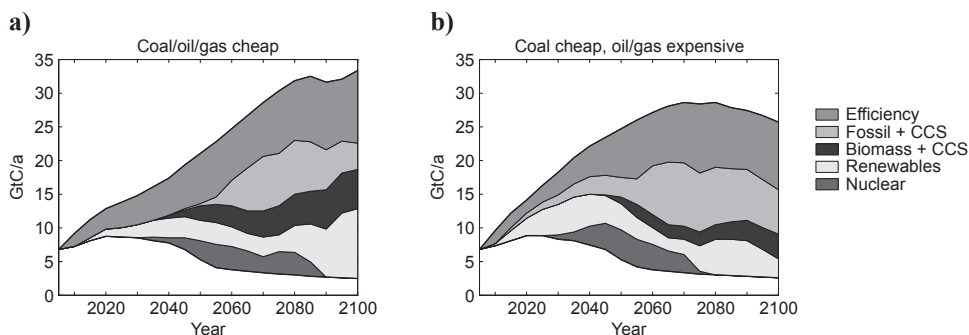 a)
Coal/oil/gas cheap
35
30
25
20
15
10
5
0
GtC/a
2020 2040 2060 2080 2100
Year
b)
Coal cheap, oil/gas expensive
35
30
25
20
15
10
5
0
GtC/a
2020 2040 2060 2080 2100
Year
Efficiency
Fossil + CCS
Biomass + CCS
Renewables
Nuclear